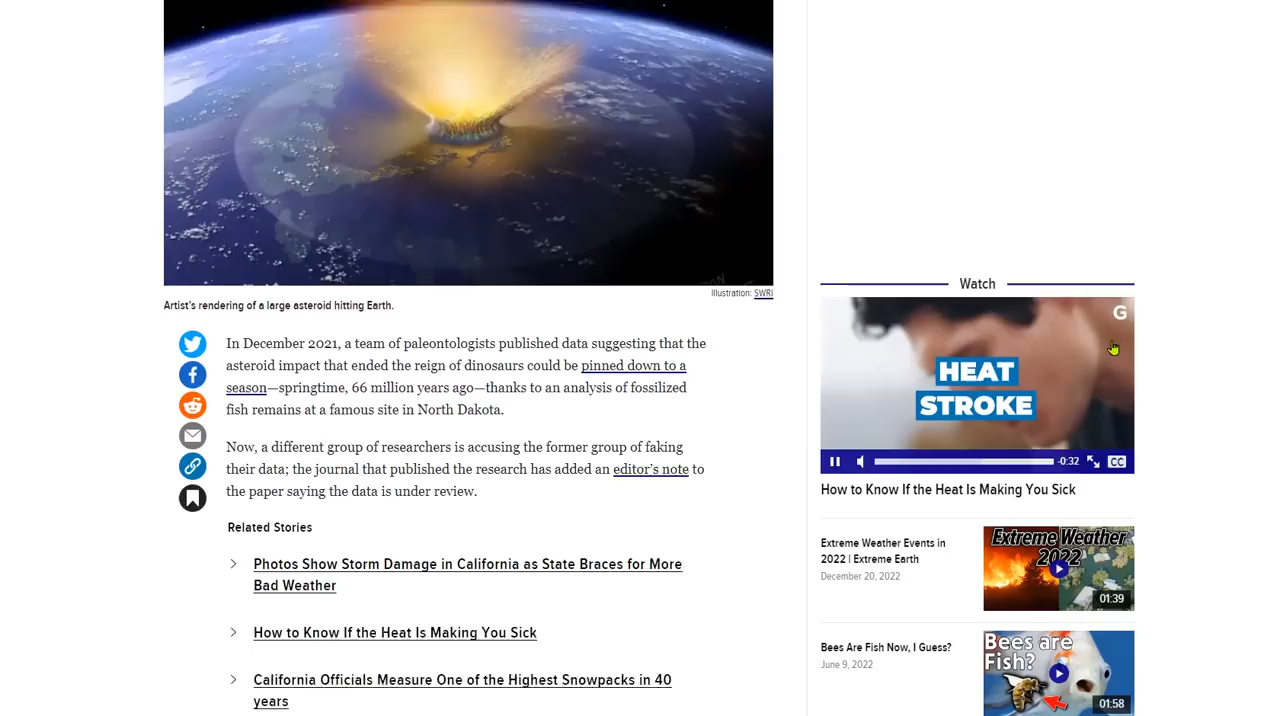 Illustration: SWRI
Artist's rendering of a large asteroid hitting Earth.
In December 2021, a team of paleontologists published data suggesting that the
asteroid impact that ended the reign of dinosaurs could be pinned down to a
season—springtime, 66 million years ago—thanks to an analysis of fossilized
fish remains at a famous site in North Dakota.
Now, a different group of researchers is accusing the former group of faking
their data; the journal that published the research has added an editor's note to
the paper saying the data is under review.
Related Stories
Photos Show Storm Damage in California as State Braces for More
Bad Weather
How to Know If the Heat Is Making You Sick
California Officials Measure One of the Highest Snowpacks in 40
years
Watch
G
HEAT
STROKE
-0:32
CC
How to Know If the Heat Is Making You Sick
Extreme Weather Events in
2022 | Extreme Earth
December 20, 2022
Extreme Weather
2022
01:39
Bees Are Fish Now, I Guess?
June 9, 2022
Bees are
Fish?
01:58